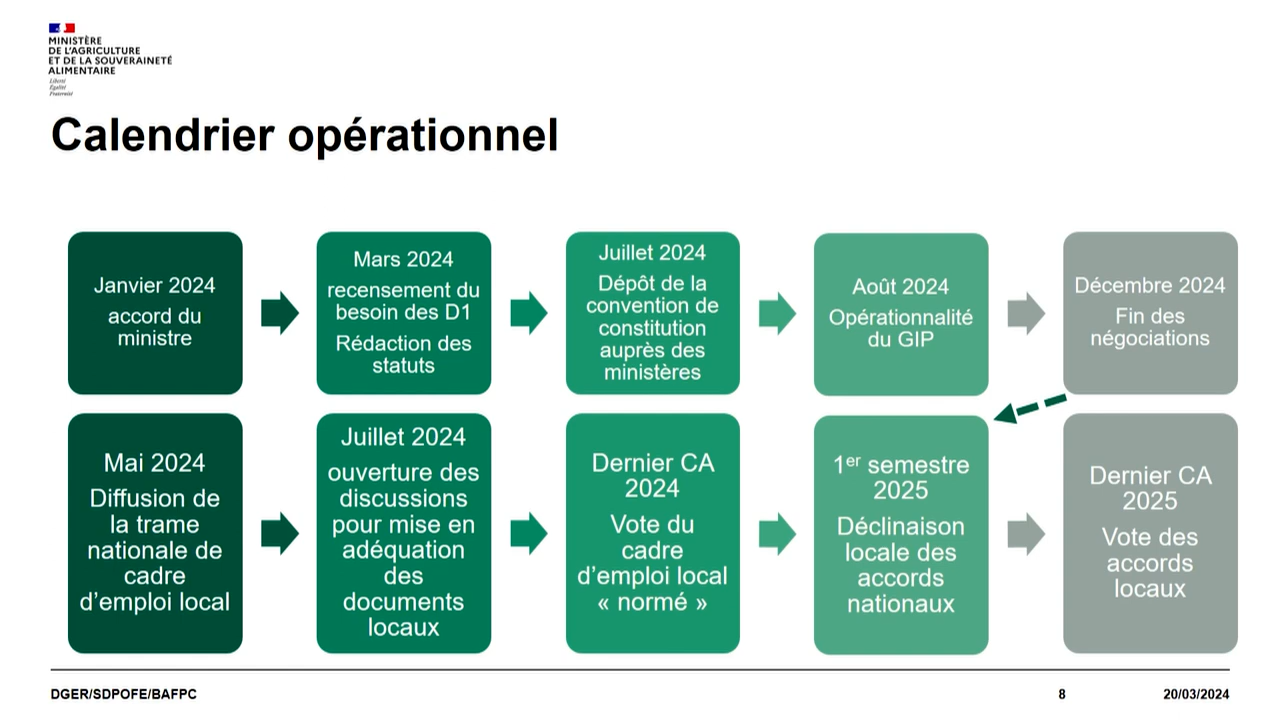 MINISTÈRE
DE L'AGRICULTURE
ET DE LA SOUVERAINETÉ
ALIMENTAIRE
Liberté
Égalité
Fraternité
Calendrier opérationnel
Janvier 2024
accord du
ministre
Mars 2024
recensement du
besoin des D1
Rédaction des
statuts
Juillet 2024
Dépôt de la
convention de
constitution
auprès des
ministères
Août 2024
Opérationnalité
du GIP
Décembre 2024
Fin des
négociations
Mai 2024
Diffusion de
la trame
nationale de
cadre
d'emploi local
Juillet 2024
ouverture des
discussions
pour mise en
adéquation
des
documents
locaux
Dernier CA
2024
Vote du
cadre
d'emploi local
« normé »
1er semestre
2025
Déclinaison
locale des
accords
nationaux
Dernier CA
2025
Vote des
accords
locaux
DGER/SDPOFE/BAFPC
8
20/03/2024